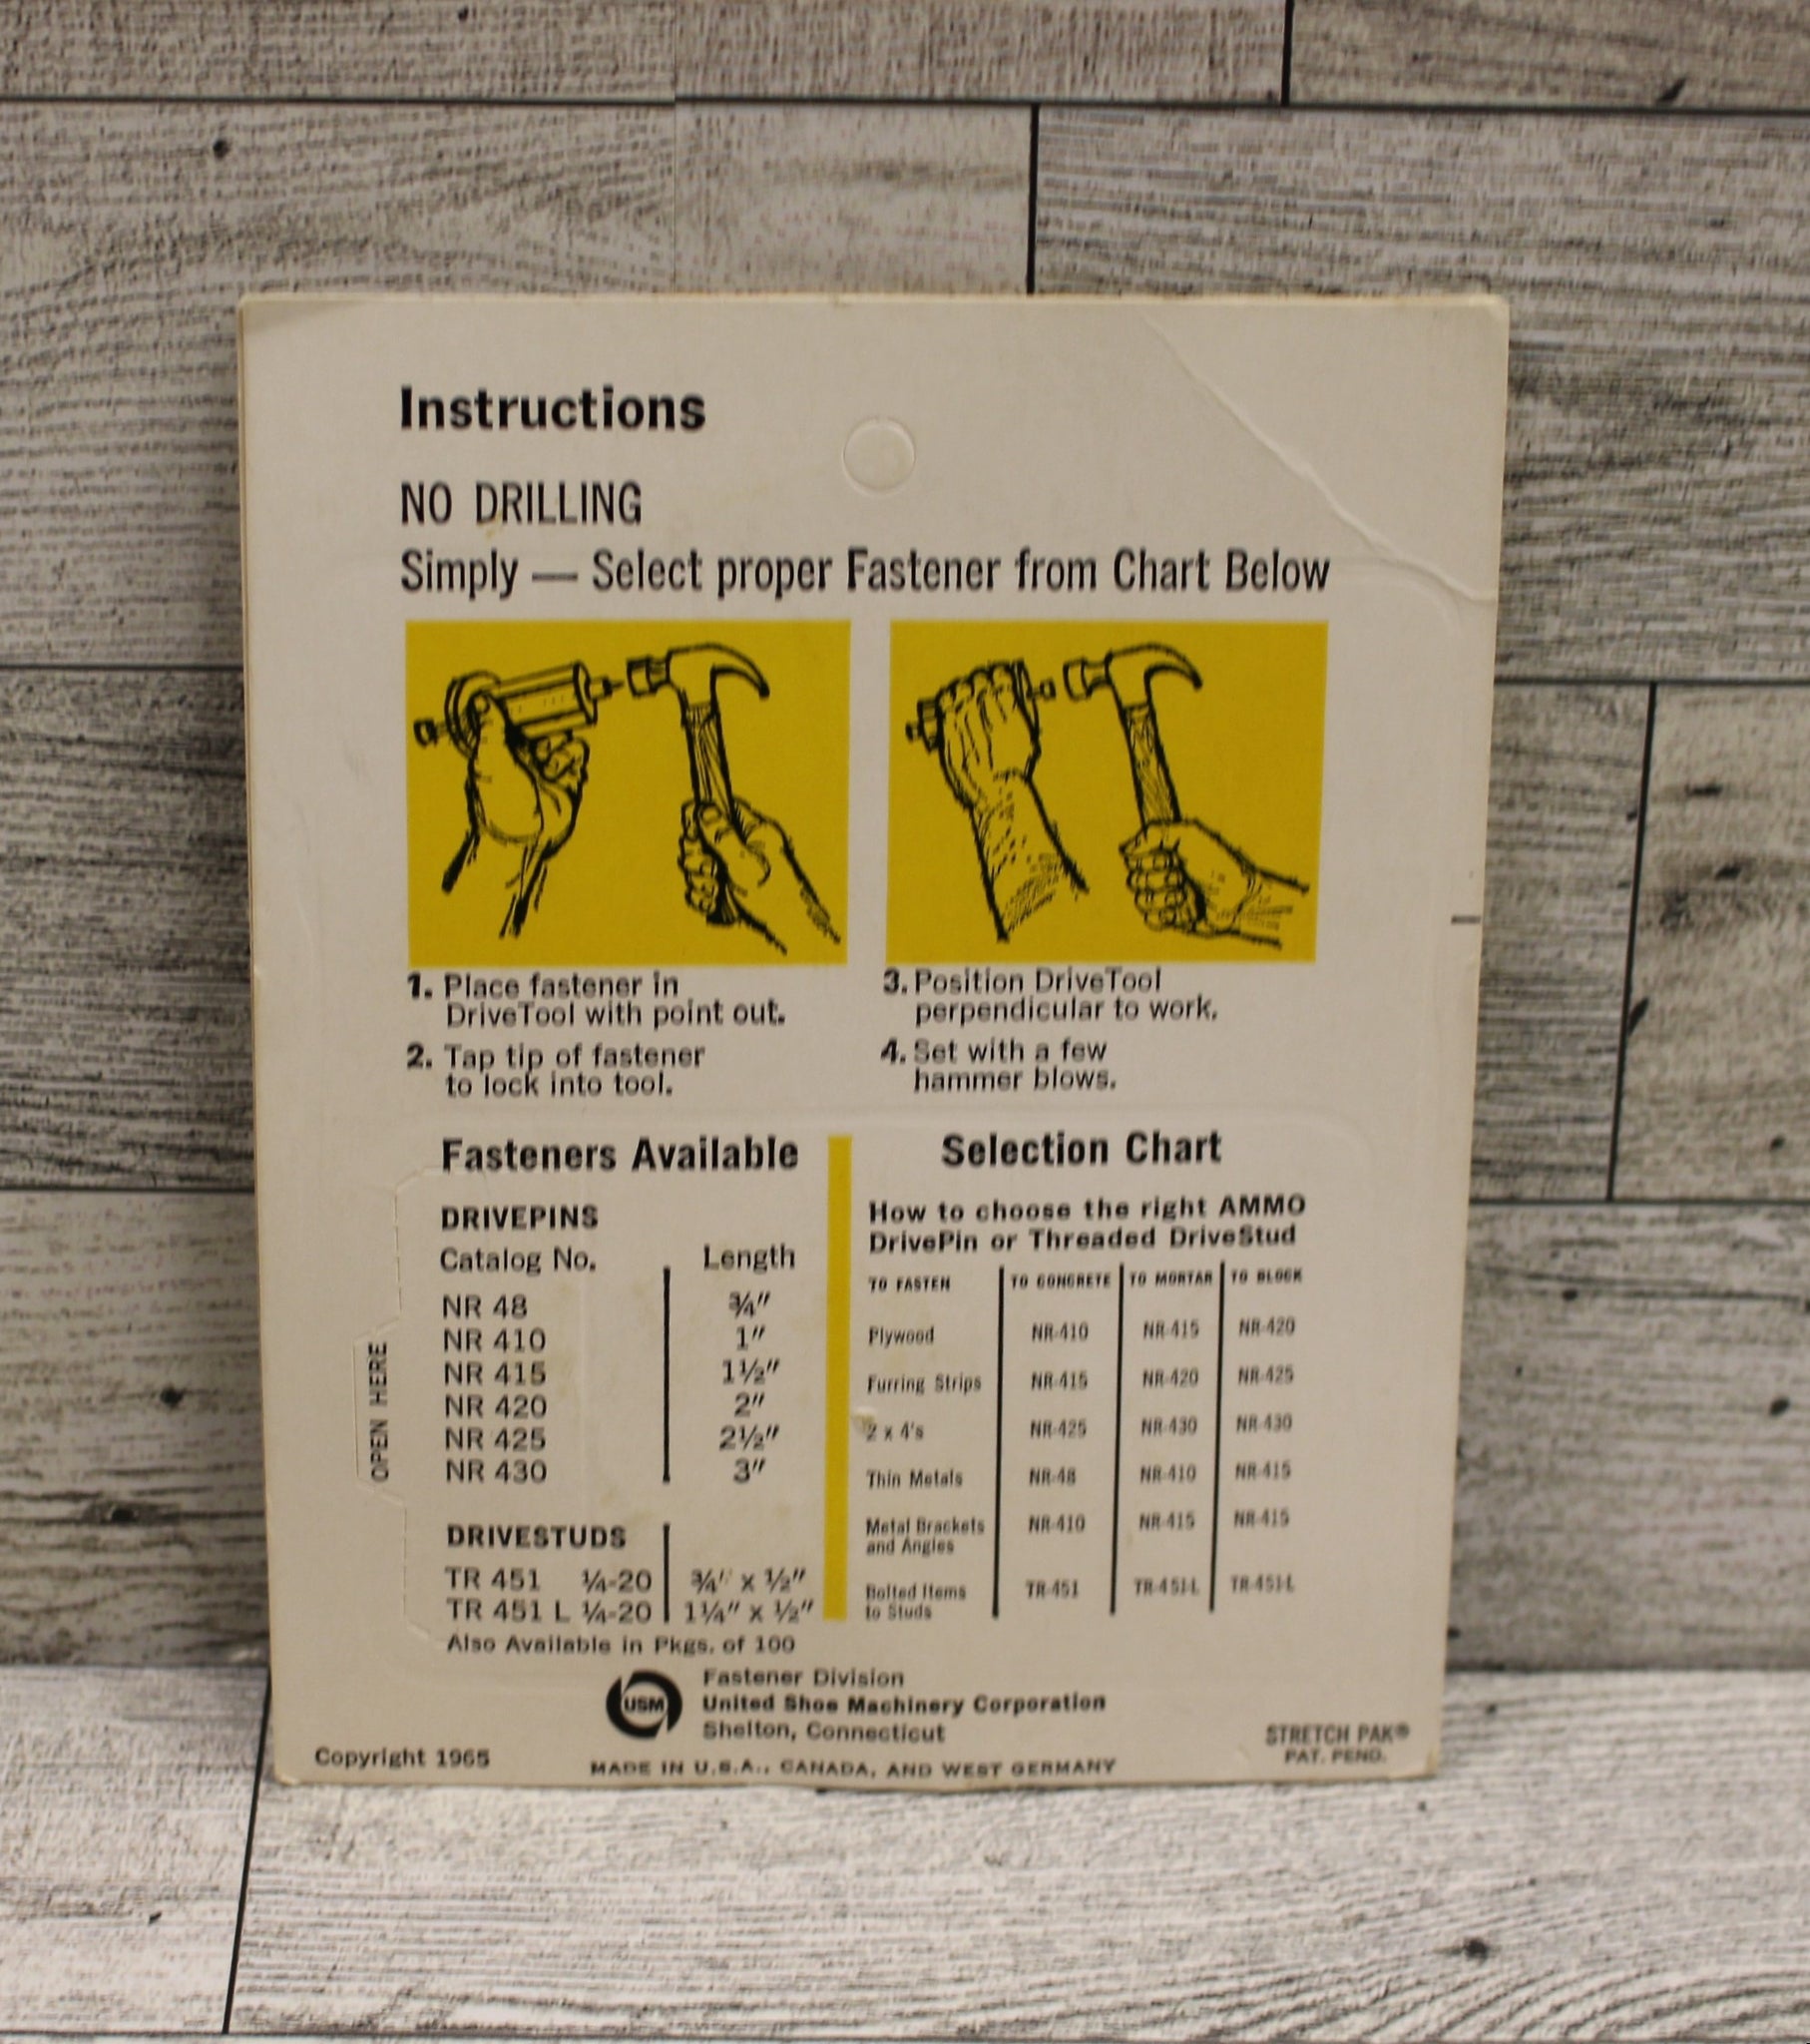 Instructions
NO DRILLING
Simply — Select proper Fastener from Chart Below
1. Place fastener in
DriveTool with point out.
2. Tap tip of fastener
to lock into tool.
3. Position DriveTool
perpendicular to work.
4. Set with a few
hammer blows.
Fasteners Available
DRIVEPINS
Catalog No. Length
NR 48 ¾"
NR 410 1"
NR 415 1½"
NR 420 2"
NR 425 2½"
NR 430 3"
DRIVESTUDS
TR 451 ¼-20 ¾" x ½"
TR 451 L ¼-20 1¼" x ½"
Also Available in Pkgs. of 100
OPEN HERE
Selection Chart
How to choose the right AMMO
DrivePin or Threaded DriveStud
TO FASTEN TO CONCRETE TO MORTAR TO BLOCK
Plywood NR-410 NR-415 NR-420
Furring Strips NR-415 NR-420 NR-425
2 x 4's NR-425 NR-430 NR-430
Thin Metals NR-48 NR-410 NR-415
Metal Brackets NR-410 NR-415 NR-415
and Angles
Bolted Items TR-451 TR-451-L TR-451-L
to Studs
USM
Fastener Division
United Shoe Machinery Corporation
Shelton, Connecticut
Copyright 1965
MADE IN U.S.A., CANADA, AND WEST GERMANY
STRETCH PAK®
PAT. PEND.